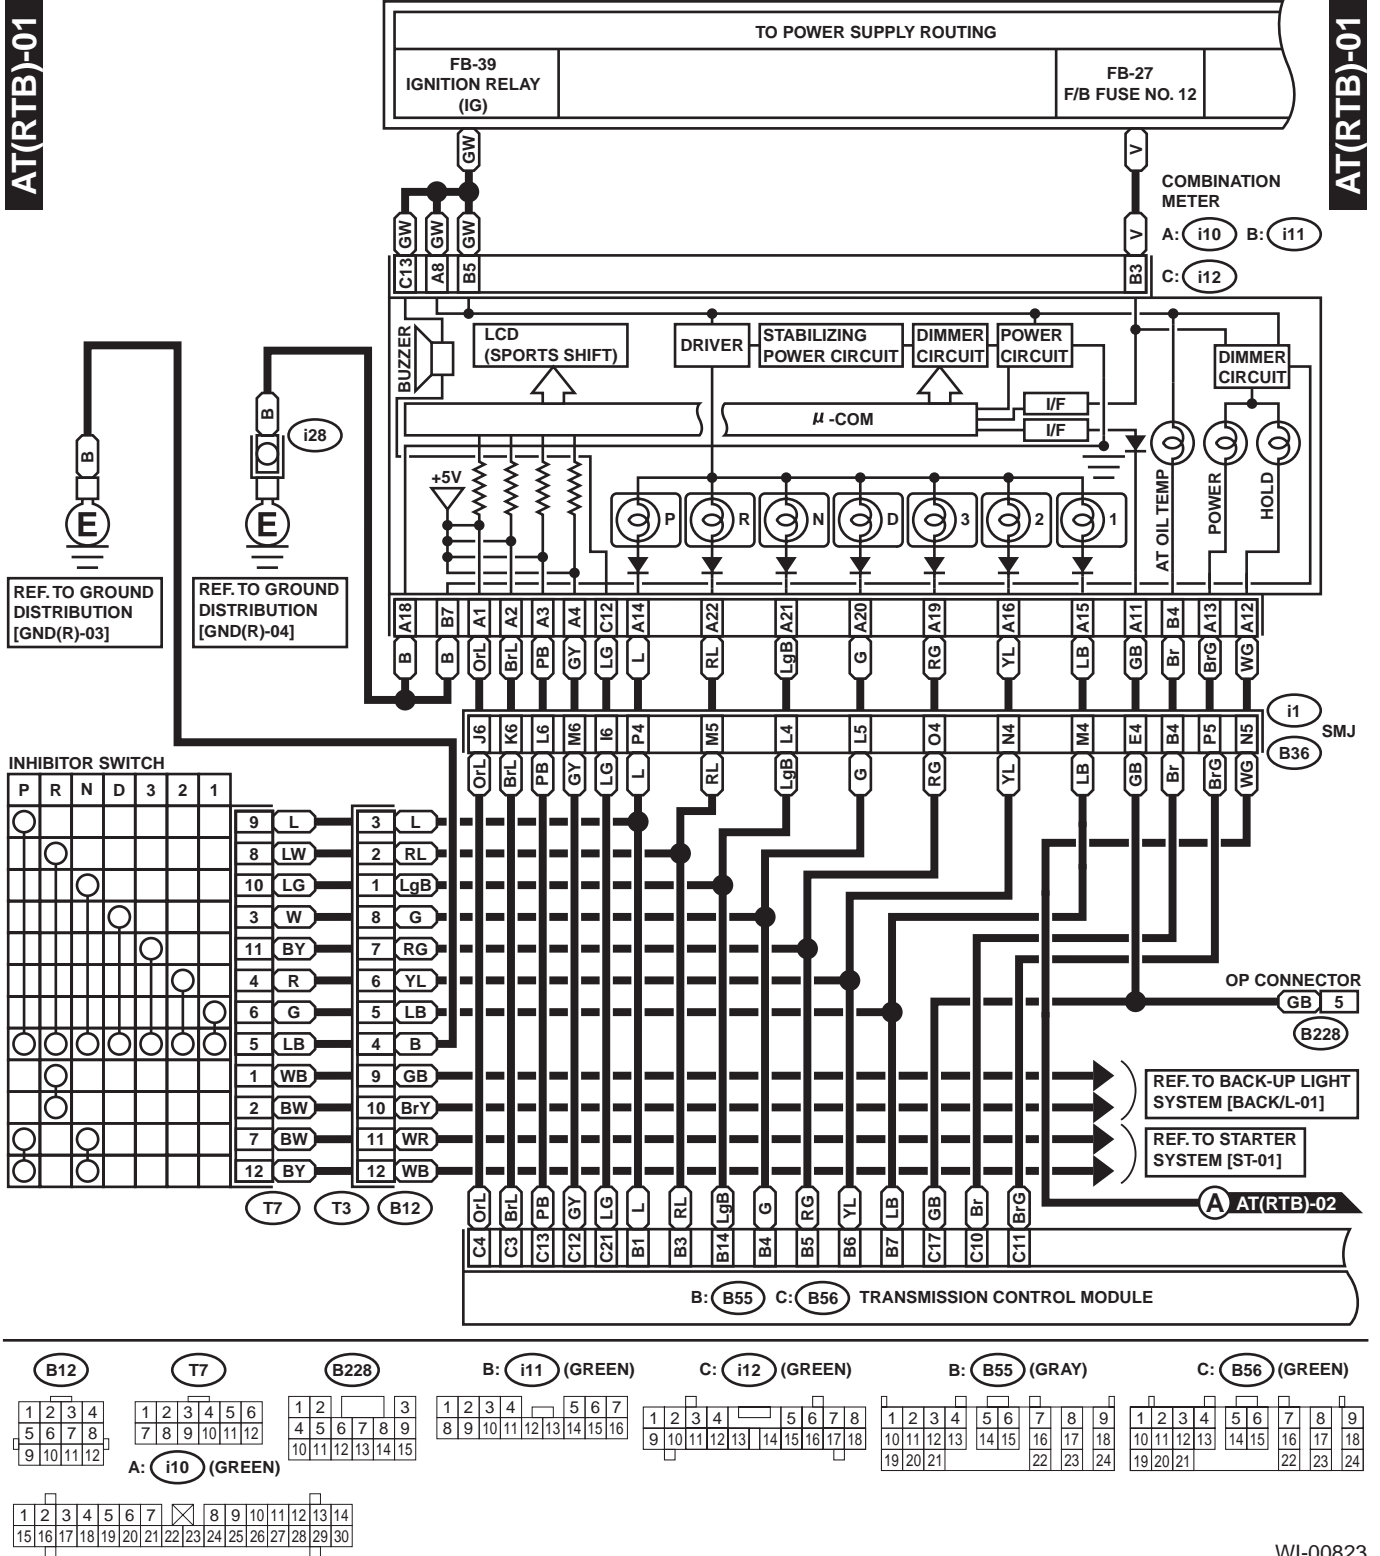 AT(RTB)-01
AT(RTB)-01
TO POWER SUPPLY ROUTING
FB-39
IGNITION RELAY
(IG)
FB-27
F/B FUSE NO. 12
GW
V
COMBINATION
METER
A: i10 B: i11
C: i12
GW GW GW V
C13 A8 B5 B3
BUZZER
LCD
(SPORTS SHIFT)
DRIVER
STABILIZING
POWER CIRCUIT
DIMMER
CIRCUIT
POWER
CIRCUIT
DIMMER
CIRCUIT
μ -COM
I/F
I/F
B
i28
B
+5V
E
E
P R N D 3 2 1
AT OIL TEMP
POWER
HOLD
REF. TO GROUND
DISTRIBUTION
[GND(R)-03]
REF. TO GROUND
DISTRIBUTION
[GND(R)-04]
A18 B7 A1 A2 A3 A4 C12 A14 A22 A21 A20 A19 A16 A15 A11 B4 A13 A12
B B OrL BrL PB GY LG L RL LgB G RG YL LB GB Br BrG WG
J6 K6 L6 M6 I6 P4 M5 L4 L5 O4 N4 M4 E4 B4 P5 N5
i1
SMJ
B36
OrL BrL PB GY LG L RL LgB G RG YL LB GB Br BrG WG
INHIBITOR SWITCH
P R N D 3 2 1
9 L 3 L
8 LW 2 RL
10 LG 1 LgB
3 W 8 G
11 BY 7 RG
4 R 6 YL
6 G 5 LB
5 LB 4 B
1 WB 9 GB
2 BW 10 BrY
7 BW 11 WR
12 BY 12 WB
T7 T3 B12
OP CONNECTOR
GB 5
B228
REF. TO BACK-UP LIGHT
SYSTEM [BACK/L-01]
REF. TO STARTER
SYSTEM [ST-01]
A AT(RTB)-02
OrL BrL PB GY LG L RL LgB G RG YL LB GB Br BrG
C4 C3 C13 C12 C21 B1 B3 B14 B4 B5 B6 B7 C17 C10 C11
B: B55 C: B56 TRANSMISSION CONTROL MODULE
B12
1 2 3 4
5 6 7 8
9 10 11 12
T7
1 2 3 4 5 6
7 8 9 10 11 12
B228
1 2 3
4 5 6 7 8 9
10 11 12 13 14 15
B: i11 (GREEN)
1 2 3 4 5 6 7
8 9 10 11 12 13 14 15 16
C: i12 (GREEN)
1 2 3 4 5 6 7 8
9 10 11 12 13 14 15 16 17 18
B: B55 (GRAY)
1 2 3 4 5 6 7 8 9
10 11 12 13 14 15 16 17 18
19 20 21 22 23 24
C: B56 (GREEN)
1 2 3 4 5 6 7 8 9
10 11 12 13 14 15 16 17 18
19 20 21 22 23 24
A: i10 (GREEN)
1 2 3 4 5 6 7 8 9 10 11 12 13 14
15 16 17 18 19 20 21 22 23 24 25 26 27 28 29 30
WI-00823